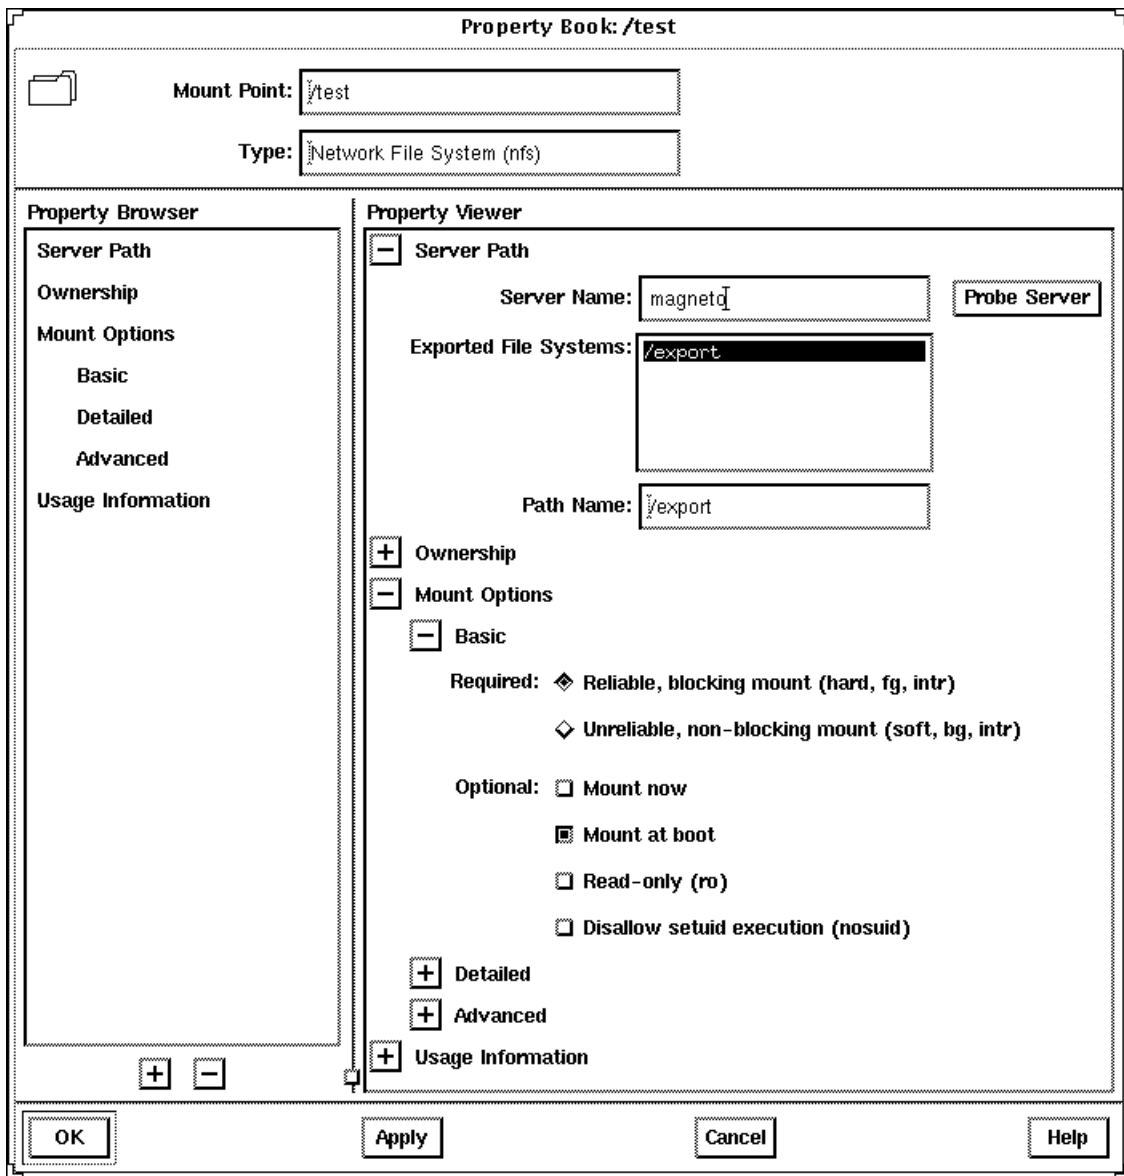 Property Book: /test
Mount Point: /test
Type: Network File System (nfs)
Property Browser
Server Path
Ownership
Mount Options
Basic
Detailed
Advanced
Usage Information
Property Viewer
Server Path
Server Name: magneto Probe Server
Exported File Systems: /export
Path Name: /export
Ownership
Mount Options
Basic
Required: Reliable, blocking mount (hard, fg, intr)
Unreliable, non-blocking mount (soft, bg, intr)
Optional: Mount now
Mount at boot
Read-only (ro)
Disallow setuid execution (nosuid)
Detailed
Advanced
Usage Information
OK Apply Cancel Help